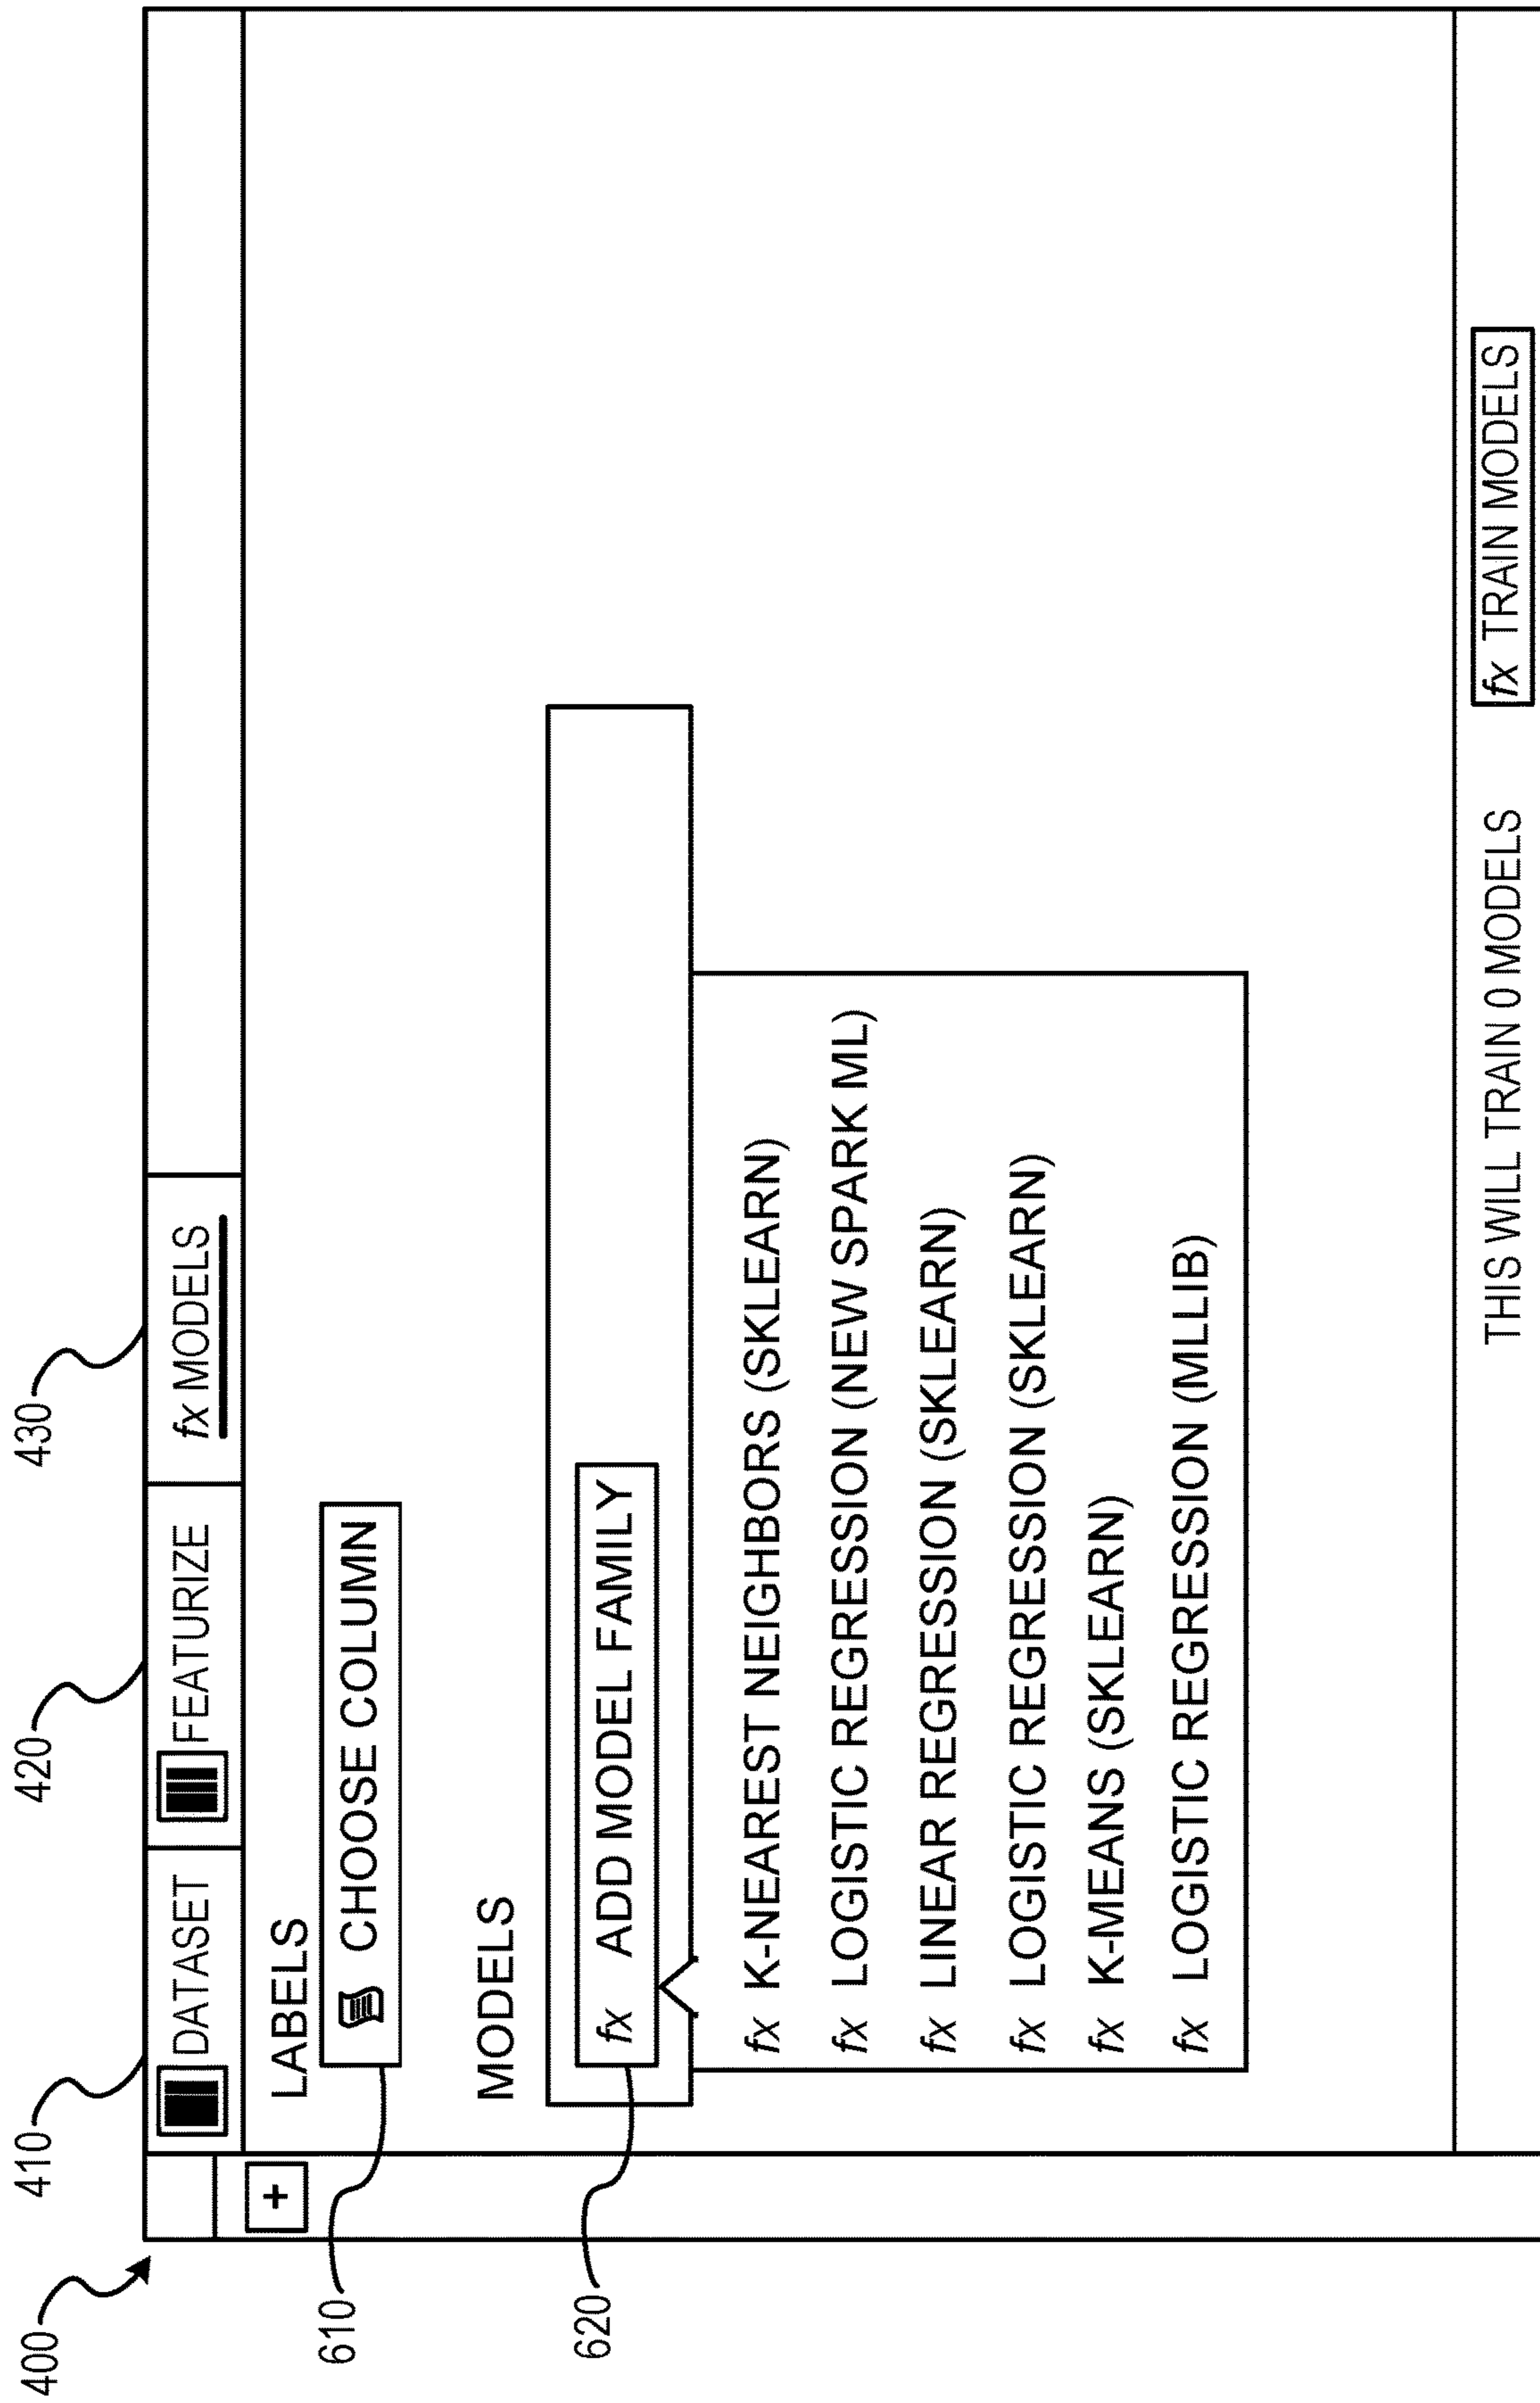 400
410
420
430
DATASET
FEATURIZE
fx MODELS
+
LABELS
610
CHOOSE COLUMN
MODELS
620
fx ADD MODEL FAMILY
fx K-NEAREST NEIGHBORS (SKLEARN)
fx LOGISTIC REGRESSION (NEW SPARK ML)
fx LINEAR REGRESSION (SKLEARN)
fx LOGISTIC REGRESSION (SKLEARN)
fx K-MEANS (SKLEARN)
fx LOGISTIC REGRESSION (MLLIB)
THIS WILL TRAIN 0 MODELS
fx TRAIN MODELS